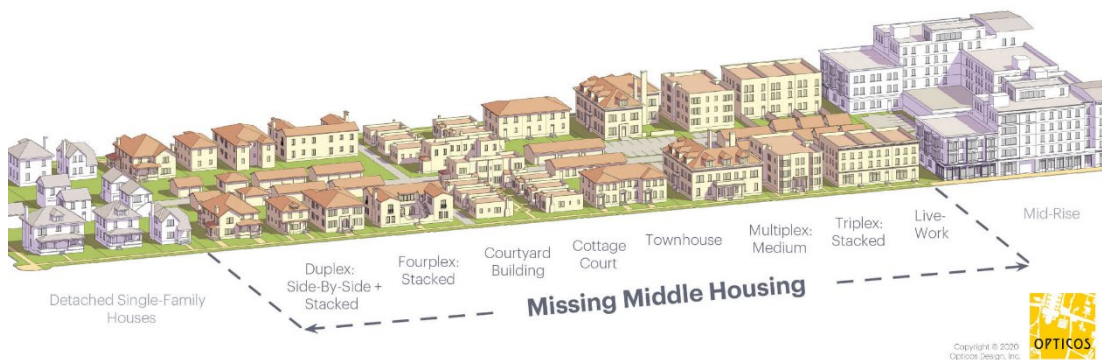 Detached Single-Family
Houses
Duplex:
Side-By-Side +
Stacked
Fourplex:
Stacked
Courtyard
Building
Cottage
Court
Townhouse
Multiplex:
Medium
Triplex:
Stacked
Live-
Work
Mid-Rise
Missing Middle Housing
Copyright © 2020
Opticos Design, Inc.
OPTICOS